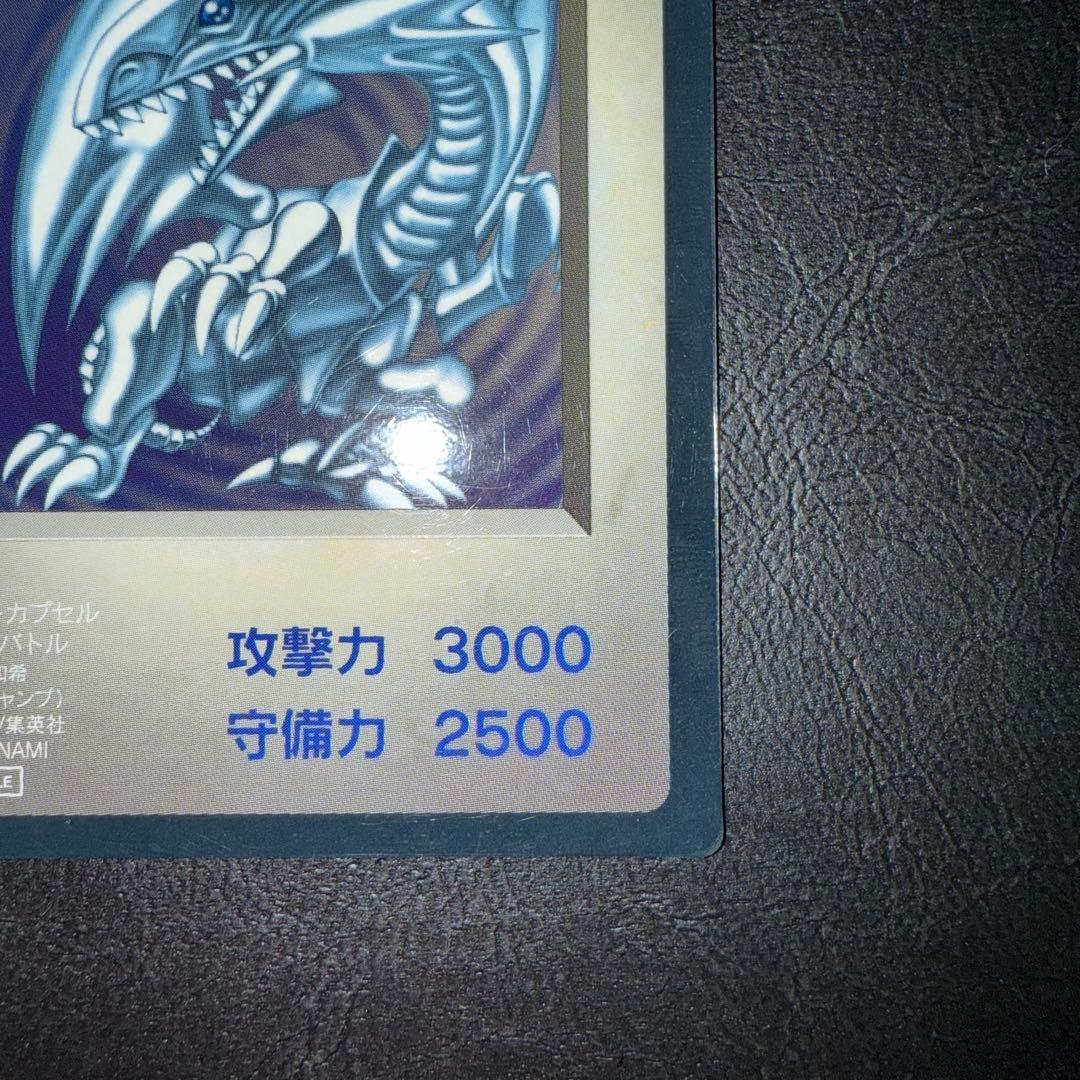 カプセル
バトル
和希
ャンプ）
/集英社
NAMI
LE
攻撃力 3000
守備力 2500